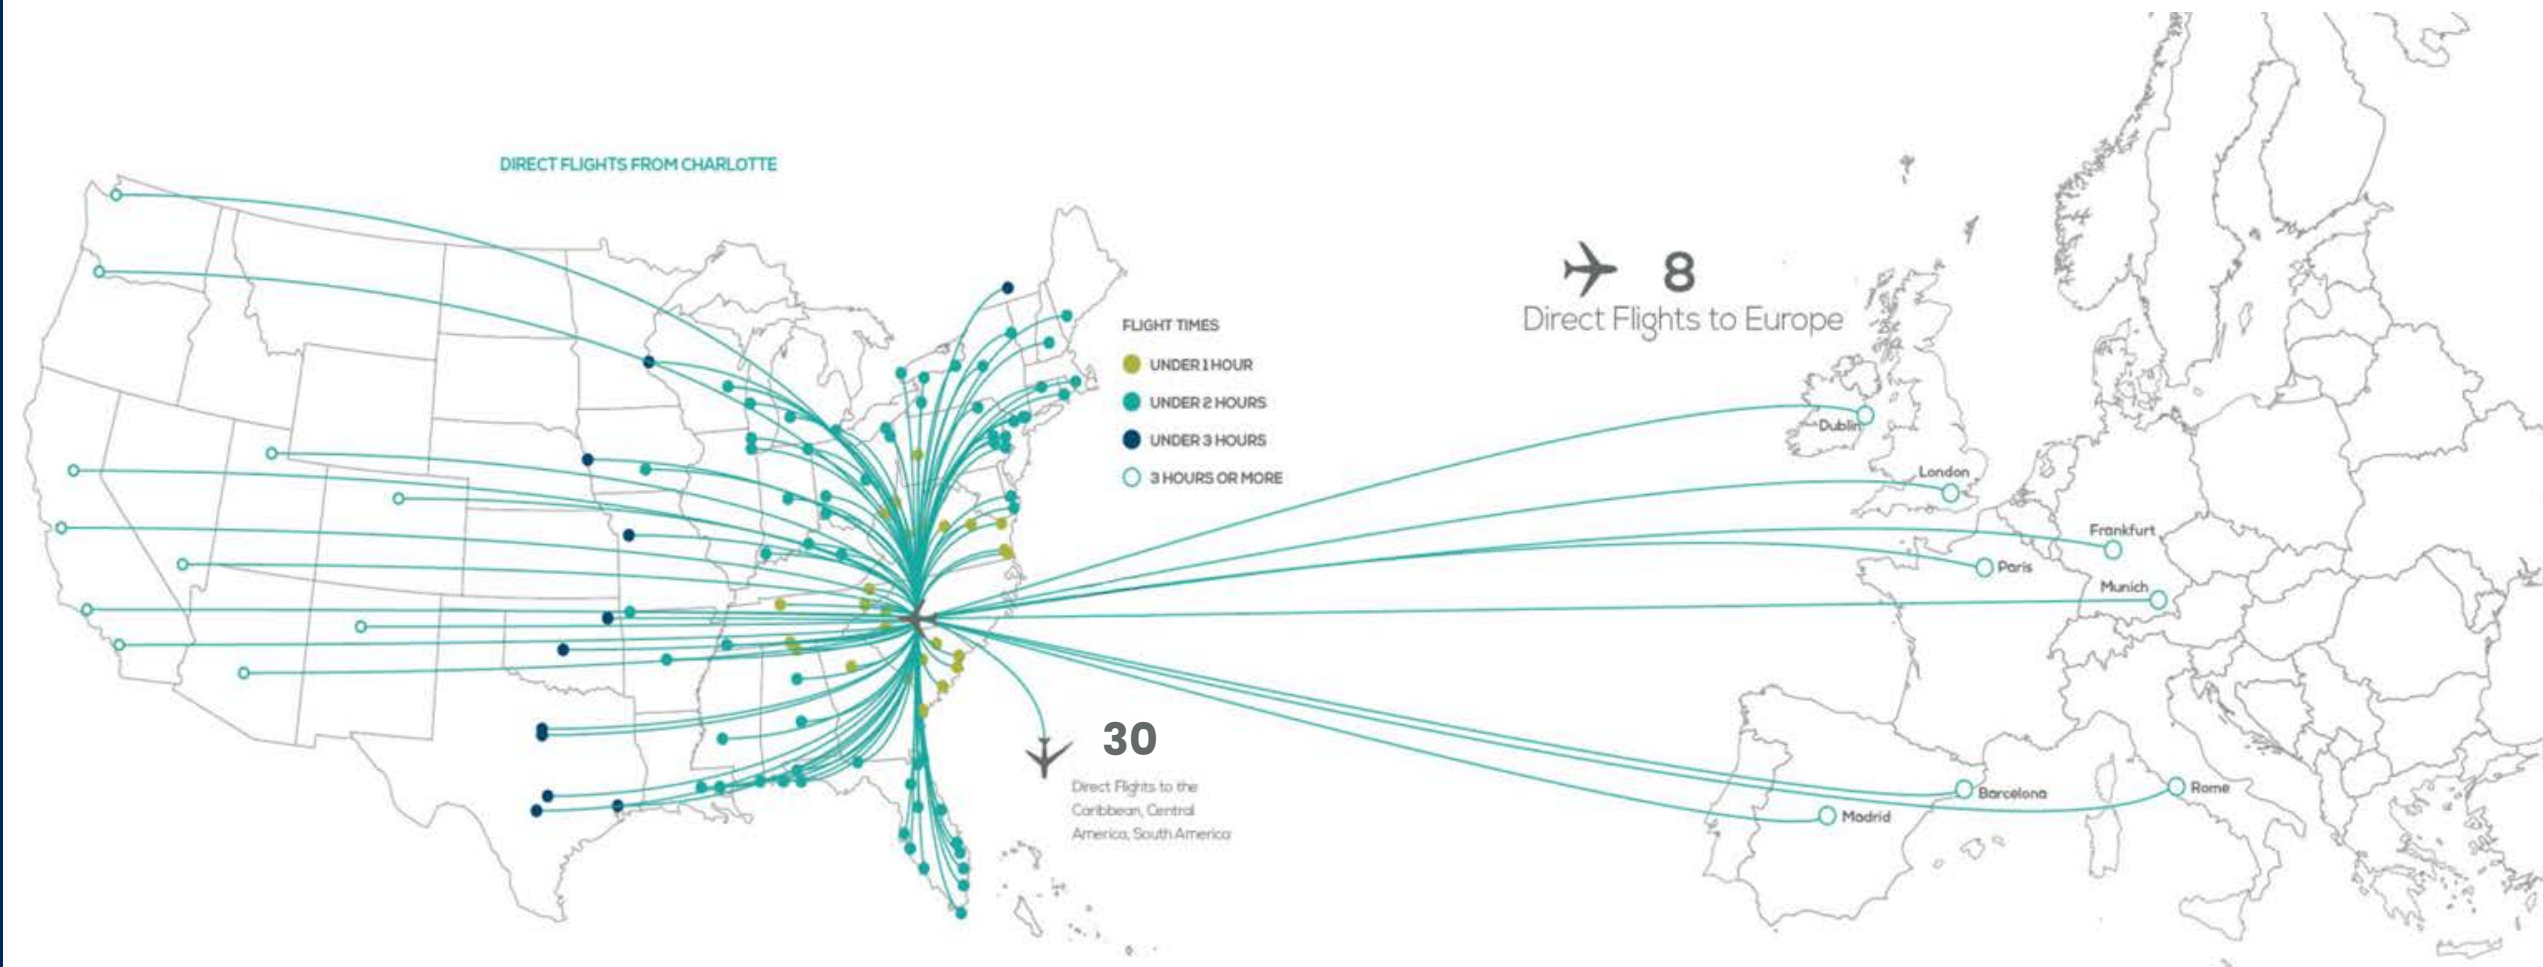 DIRECT FLIGHTS FROM CHARLOTTE
FLIGHT TIMES
UNDER 1 HOUR
UNDER 2 HOURS
UNDER 3 HOURS
3 HOURS OR MORE
8
Direct Flights to Europe
Dublin
London
Frankfurt
Paris
Munich
Barcelona
Rome
Madrid
30
Direct Flights to the
Caribbean, Central
America, South America